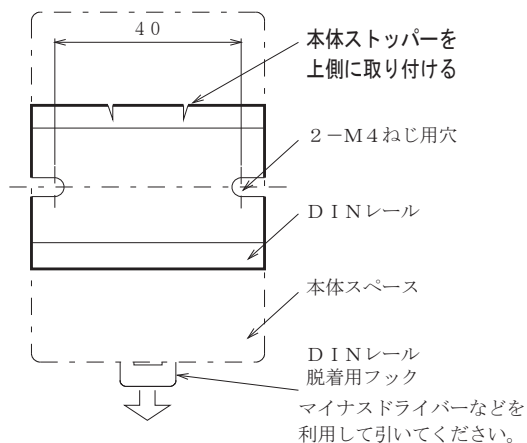 40
本体ストッパーを
上側に取り付ける
2−M4ねじ用穴
DINレール
本体スペース
DINレール
脱着用フック
マイナスドライバーなどを
利用して引いてください。